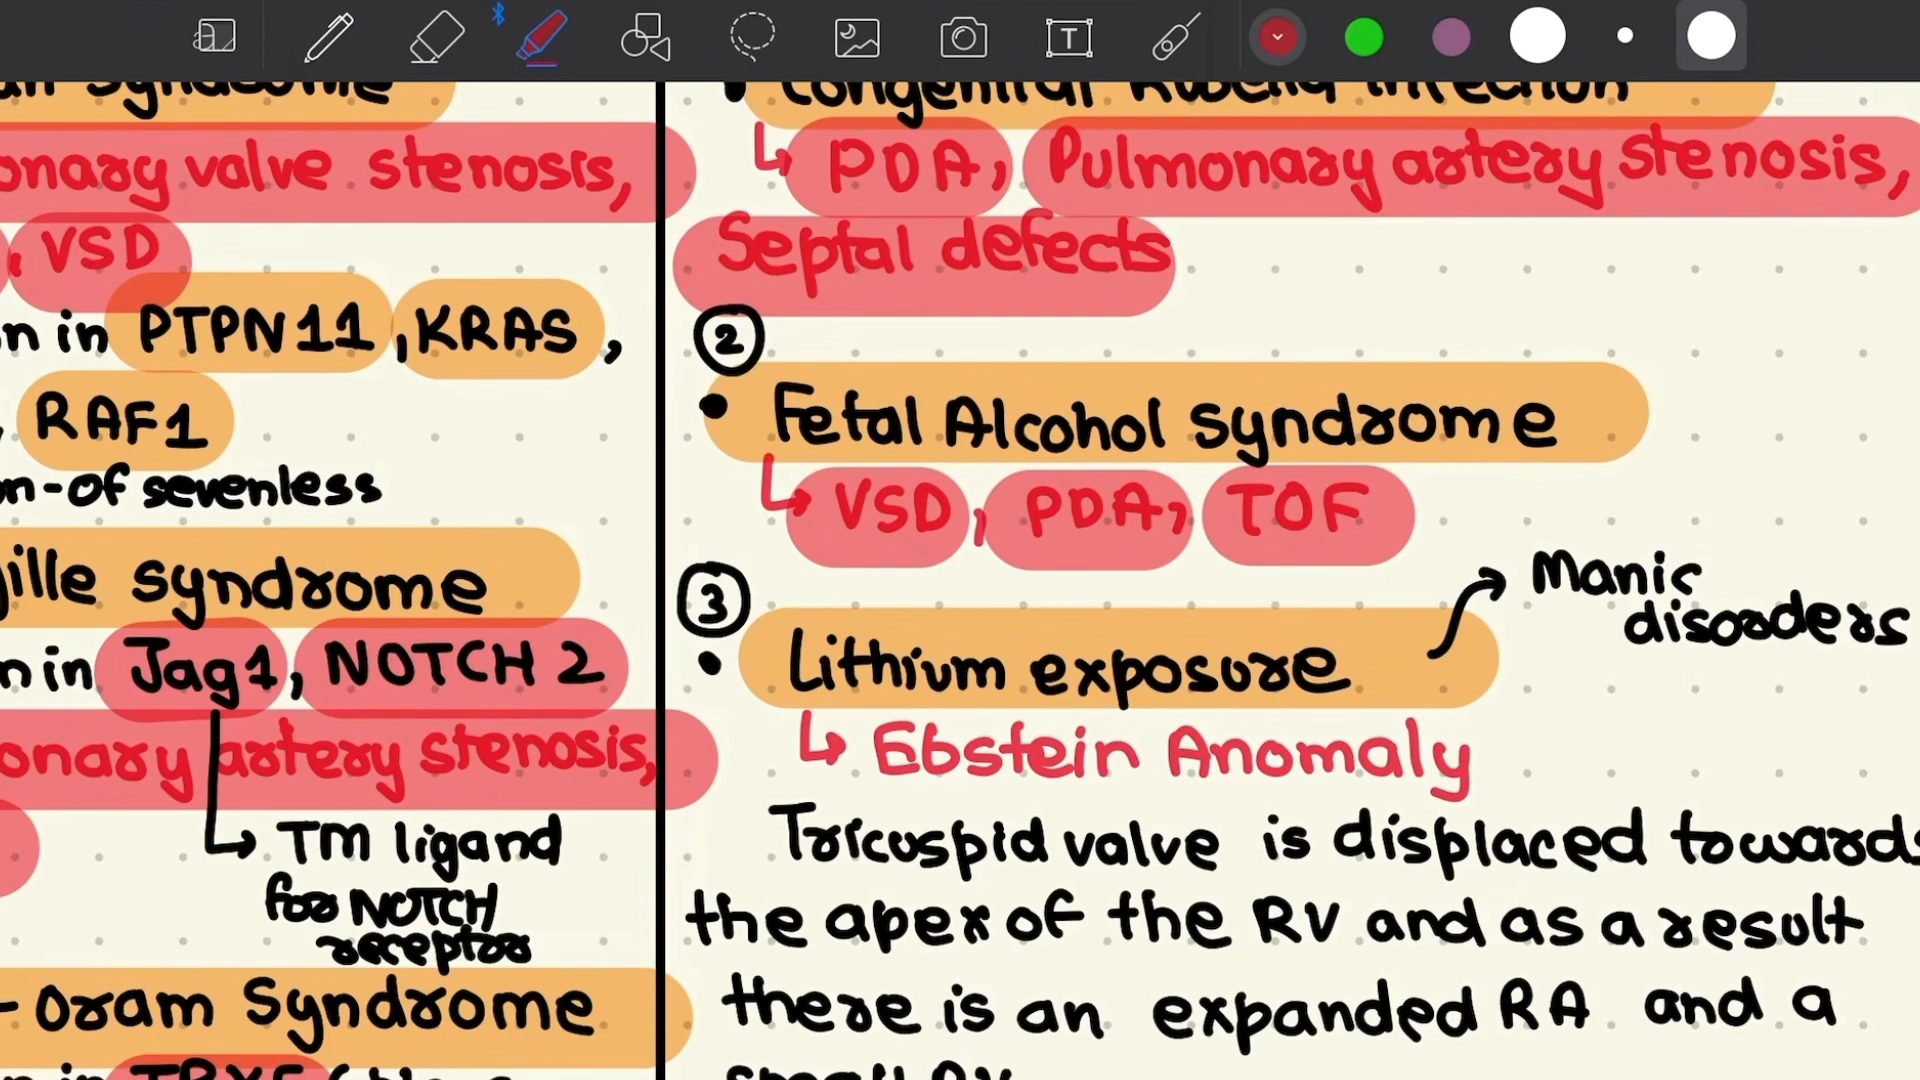 Syndrome
onary valve stenosis,
, VSD
n in PTPN11, KRAS,
, RAF1
on-of sevenless
gille syndrome
n in Jag1, NOTCH 2
onary artery stenosis,
TM ligand
for NOTCH
receptor
- Oram Syndrome
• Congenital Rubella infection
↳ PDA, Pulmonary artery stenosis,
Septal defects
②
• Fetal Alcohol syndrome
↳ VSD, PDA, TOF
③
• Lithium exposure → Manic
disorders
↳ Ebstein Anomaly
Tricuspid valve is displaced towards
the apex of the RV and as a result
there is an expanded RA and a
small RV